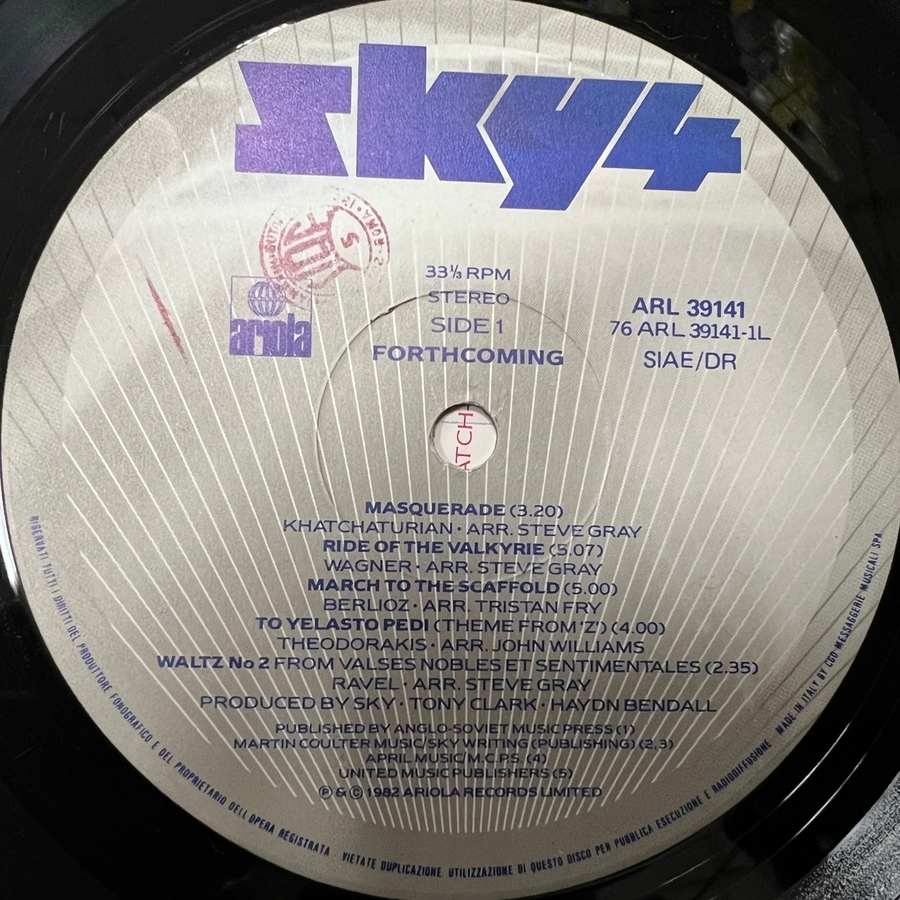 SKY4
33⅓ RPM
STEREO
SIDE 1
FORTHCOMING
ariola
ARL 39141
76 ARL 39141-1L
SIAE/DR
ATCH
MASQUERADE (3.20)
KHATCHATURIAN · ARR. STEVE GRAY
RIDE OF THE VALKYRIE (5.07)
WAGNER · ARR. STEVE GRAY
MARCH TO THE SCAFFOLD (5.00)
BERLIOZ · ARR. TRISTAN FRY
TO YELASTO PEDI (THEME FROM 'Z') (4.00)
THEODORAKIS · ARR. JOHN WILLIAMS
WALTZ No 2 FROM VALSES NOBLES ET SENTIMENTALES (2.35)
RAVEL · ARR. STEVE GRAY
PRODUCED BY SKY · TONY CLARK · HAYDN BENDALL
PUBLISHED BY ANGLO-SOVIET MUSIC PRESS (1)
MARTIN COULTER MUSIC/SKY WRITING (PUBLISHING) (2,3)
APRIL MUSIC/M.C.P.S. (4)
UNITED MUSIC PUBLISHERS (5)
℗ & © 1982 ARIOLA RECORDS LIMITED
RISERVATI TUTTI I DIRITTI DEL PRODUTTORE FONOGRAFICO E DEL PROPRIETARIO DELL'OPERA REGISTRATA VIETATE DUPLICAZIONE, UTILIZZAZIONE DI QUESTO DISCO PER PUBBLICA ESECUZIONE E RADIODIFFUSIONE MADE IN ITALY BY CGD-MESSAGGERIE MUSICALI SPA